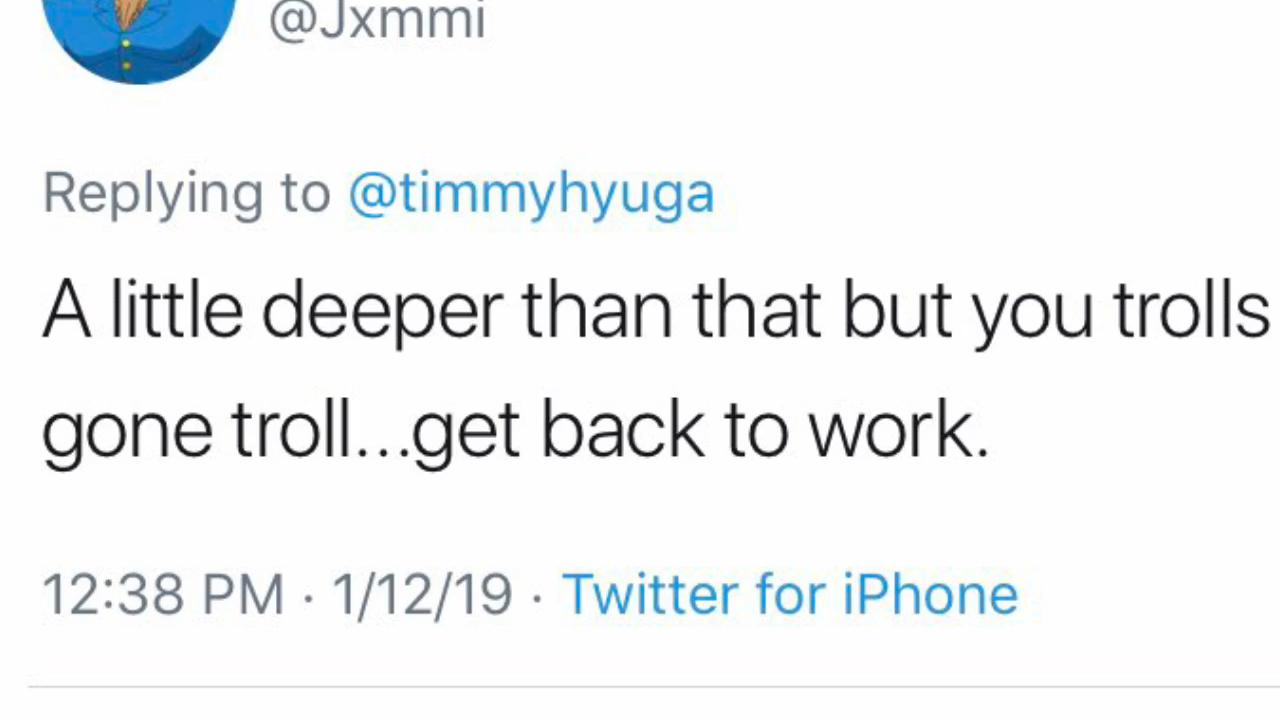 @Jxmmi
Replying to @timmyhyuga
A little deeper than that but you trolls
gone troll...get back to work.
12:38 PM · 1/12/19 · Twitter for iPhone